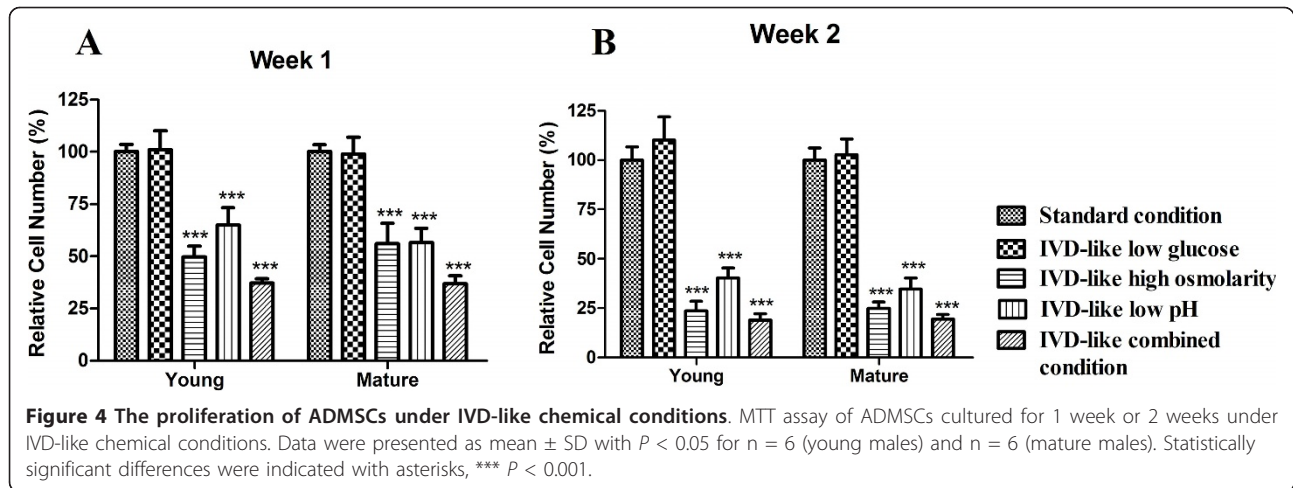 A
Week 1
Relative Cell Number (%)
125
100
75
50
25
0
***
***
***
***
***
***
Young
Mature
B
Week 2
Relative Cell Number (%)
125
100
75
50
25
0
***
***
***
***
***
***
Young
Mature
Standard condition
IVD-like low glucose
IVD-like high osmolarity
IVD-like low pH
IVD-like combined
condition
Figure 4 The proliferation of ADMSCs under IVD-like chemical conditions. MTT assay of ADMSCs cultured for 1 week or 2 weeks under
IVD-like chemical conditions. Data were presented as mean ± SD with P < 0.05 for n = 6 (young males) and n = 6 (mature males). Statistically
significant differences were indicated with asterisks, *** P < 0.001.